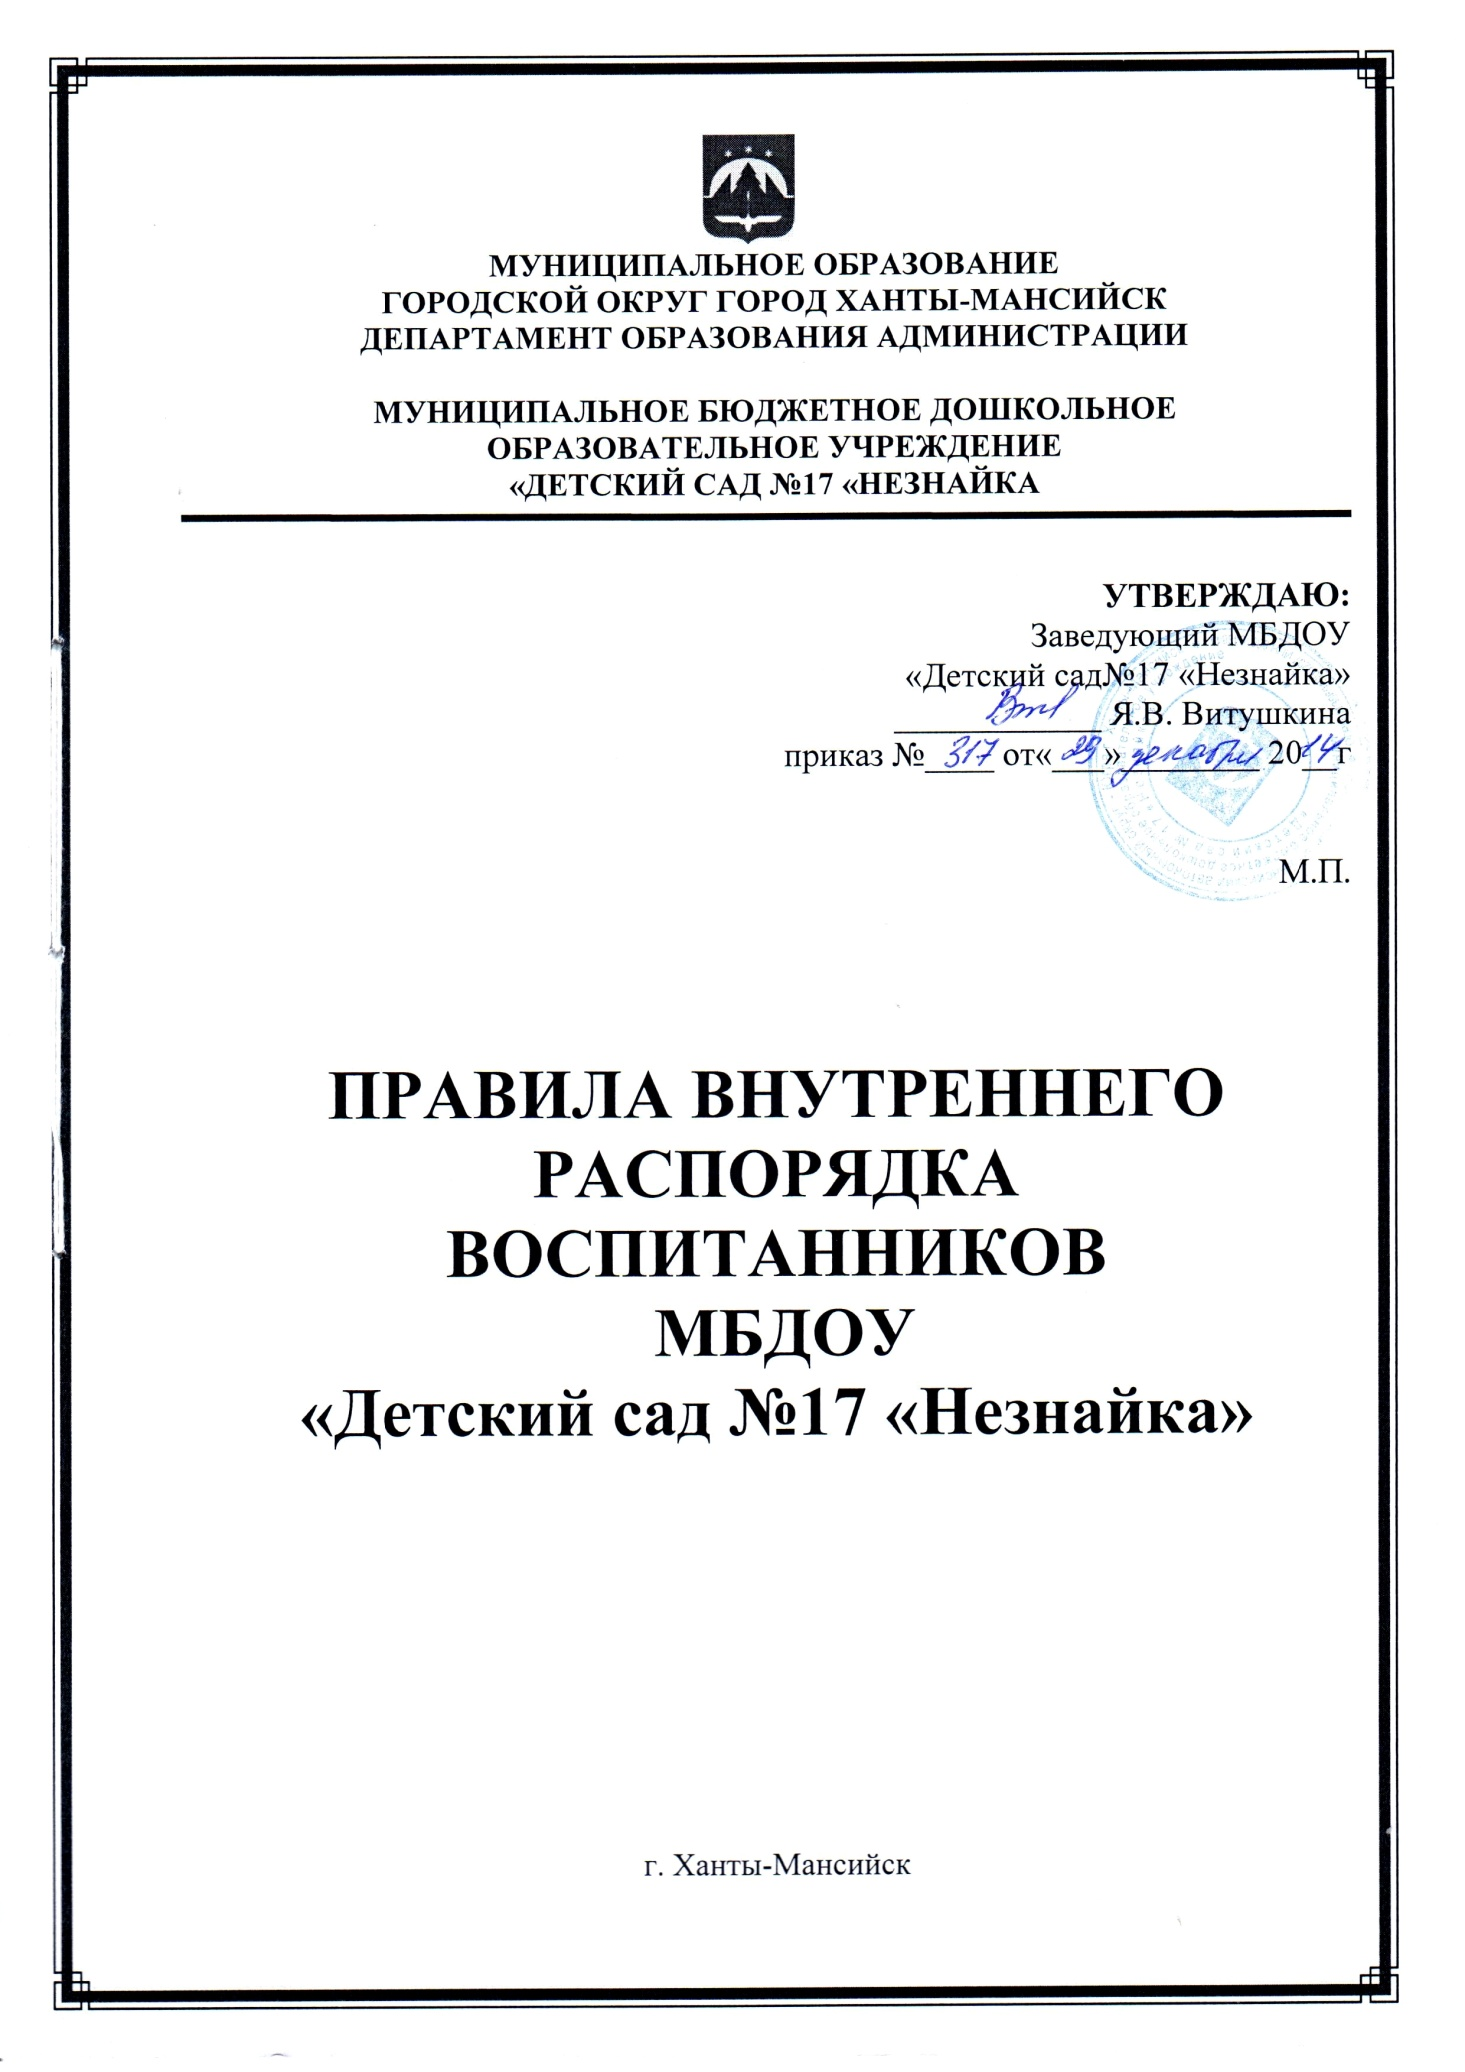 МУНИЦИПАЛЬНОЕ ОБРАЗОВАНИЕ
ГОРОДСКОЙ ОКРУГ ГОРОД ХАНТЫ-МАНСИЙСК
ДЕПАРТАМЕНТ ОБРАЗОВАНИЯ АДМИНИСТРАЦИИ
МУНИЦИПАЛЬНОЕ БЮДЖЕТНОЕ ДОШКОЛЬНОЕ
ОБРАЗОВАТЕЛЬНОЕ УЧРЕЖДЕНИЕ
«ДЕТСКИЙ САД №17 «НЕЗНАЙКА
УТВЕРЖДАЮ:
Заведующий МБДОУ
«Детский сад№17 «Незнайка»
Я.В. Витушкина
приказ № 317 от« 29 » декабря 2014г
М.П.
ПРАВИЛА ВНУТРЕННЕГО
РАСПОРЯДКА
ВОСПИТАННИКОВ
МБДОУ
«Детский сад №17 «Незнайка»
г. Ханты-Мансийск